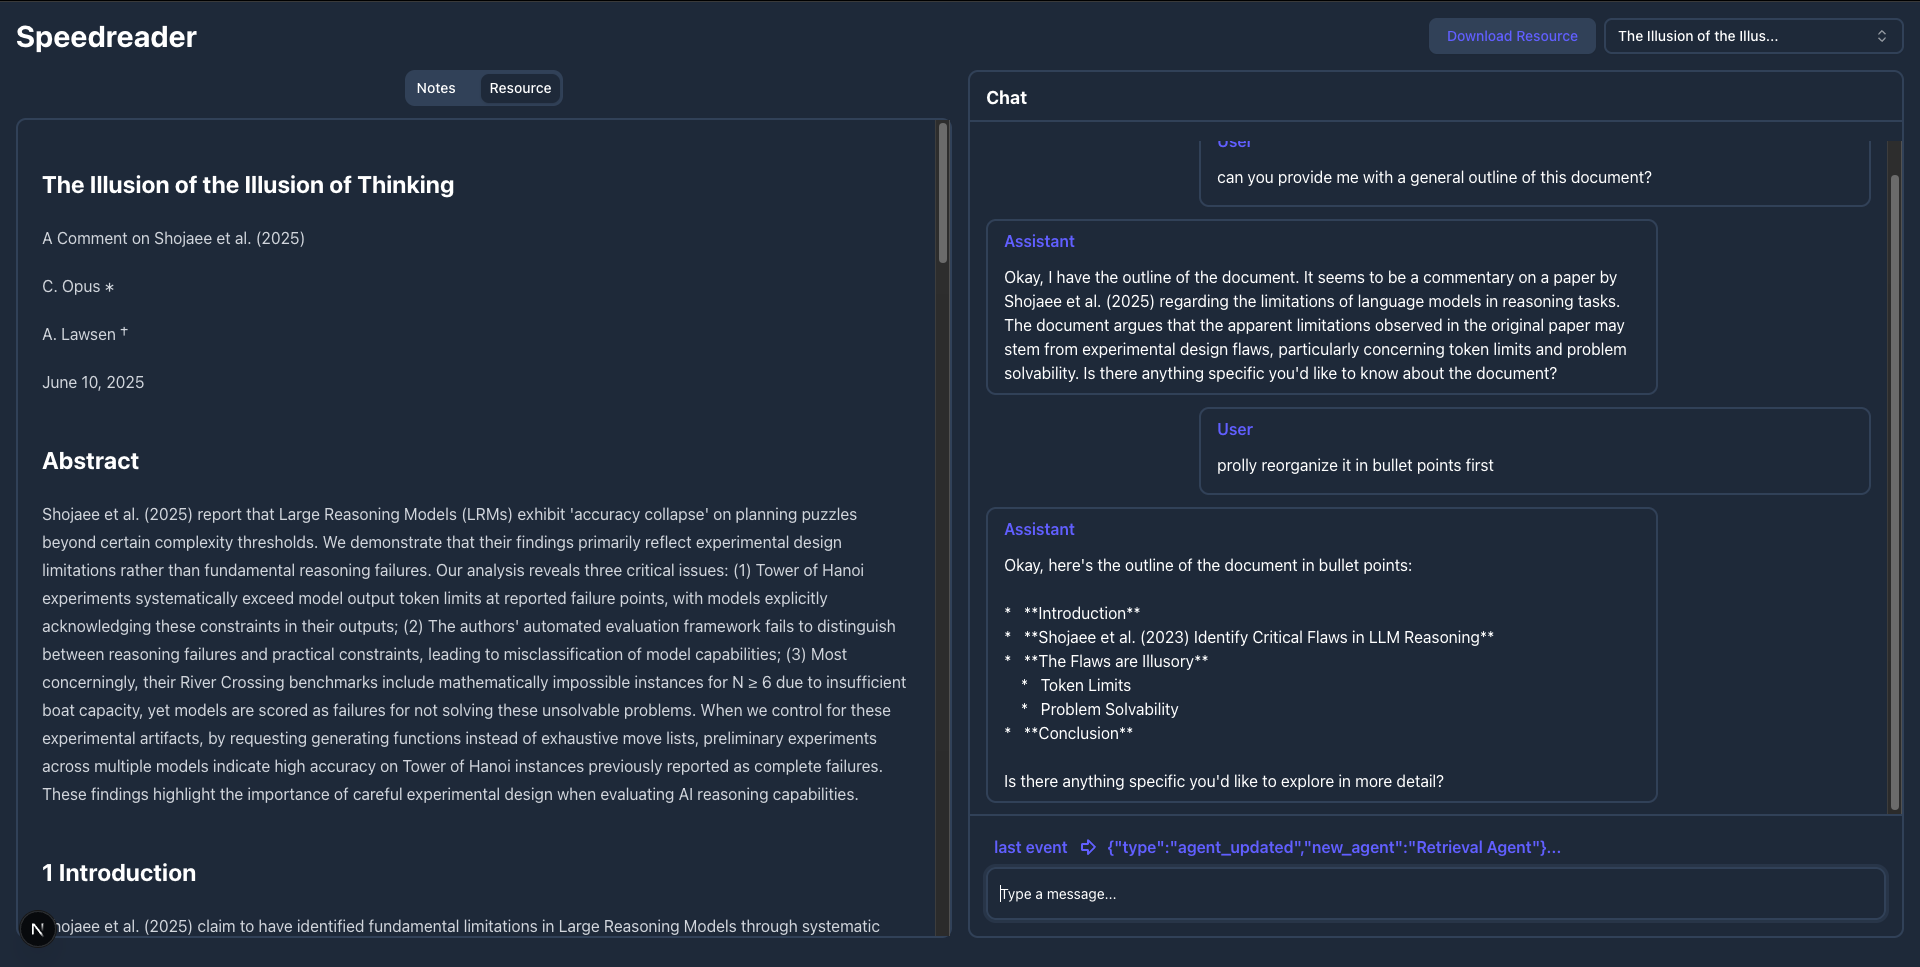 Speedreader
Download Resource
The Illusion of the Illus...
Notes
Resource
The Illusion of the Illusion of Thinking
A Comment on Shojaee et al. (2025)
C. Opus ∗
A. Lawsen †
June 10, 2025
Abstract
Shojaee et al. (2025) report that Large Reasoning Models (LRMs) exhibit 'accuracy collapse' on planning puzzles
beyond certain complexity thresholds. We demonstrate that their findings primarily reflect experimental design
limitations rather than fundamental reasoning failures. Our analysis reveals three critical issues: (1) Tower of Hanoi
experiments systematically exceed model output token limits at reported failure points, with models explicitly
acknowledging these constraints in their outputs; (2) The authors' automated evaluation framework fails to distinguish
between reasoning failures and practical constraints, leading to misclassification of model capabilities; (3) Most
concerningly, their River Crossing benchmarks include mathematically impossible instances for N ≥ 6 due to insufficient
boat capacity, yet models are scored as failures for not solving these unsolvable problems. When we control for these
experimental artifacts, by requesting generating functions instead of exhaustive move lists, preliminary experiments
across multiple models indicate high accuracy on Tower of Hanoi instances previously reported as complete failures.
These findings highlight the importance of careful experimental design when evaluating AI reasoning capabilities.
1 Introduction
hojaee et al. (2025) claim to have identified fundamental limitations in Large Reasoning Models through systematic
N
Chat
User
can you provide me with a general outline of this document?
Assistant
Okay, I have the outline of the document. It seems to be a commentary on a paper by
Shojaee et al. (2025) regarding the limitations of language models in reasoning tasks.
The document argues that the apparent limitations observed in the original paper may
stem from experimental design flaws, particularly concerning token limits and problem
solvability. Is there anything specific you'd like to know about the document?
User
prolly reorganize it in bullet points first
Assistant
Okay, here's the outline of the document in bullet points:
* **Introduction**
* **Shojaee et al. (2023) Identify Critical Flaws in LLM Reasoning**
* **The Flaws are Illusory**
* Token Limits
* Problem Solvability
* **Conclusion**
Is there anything specific you'd like to explore in more detail?
last event ⇨ {"type":"agent_updated","new_agent":"Retrieval Agent"}...
Type a message...